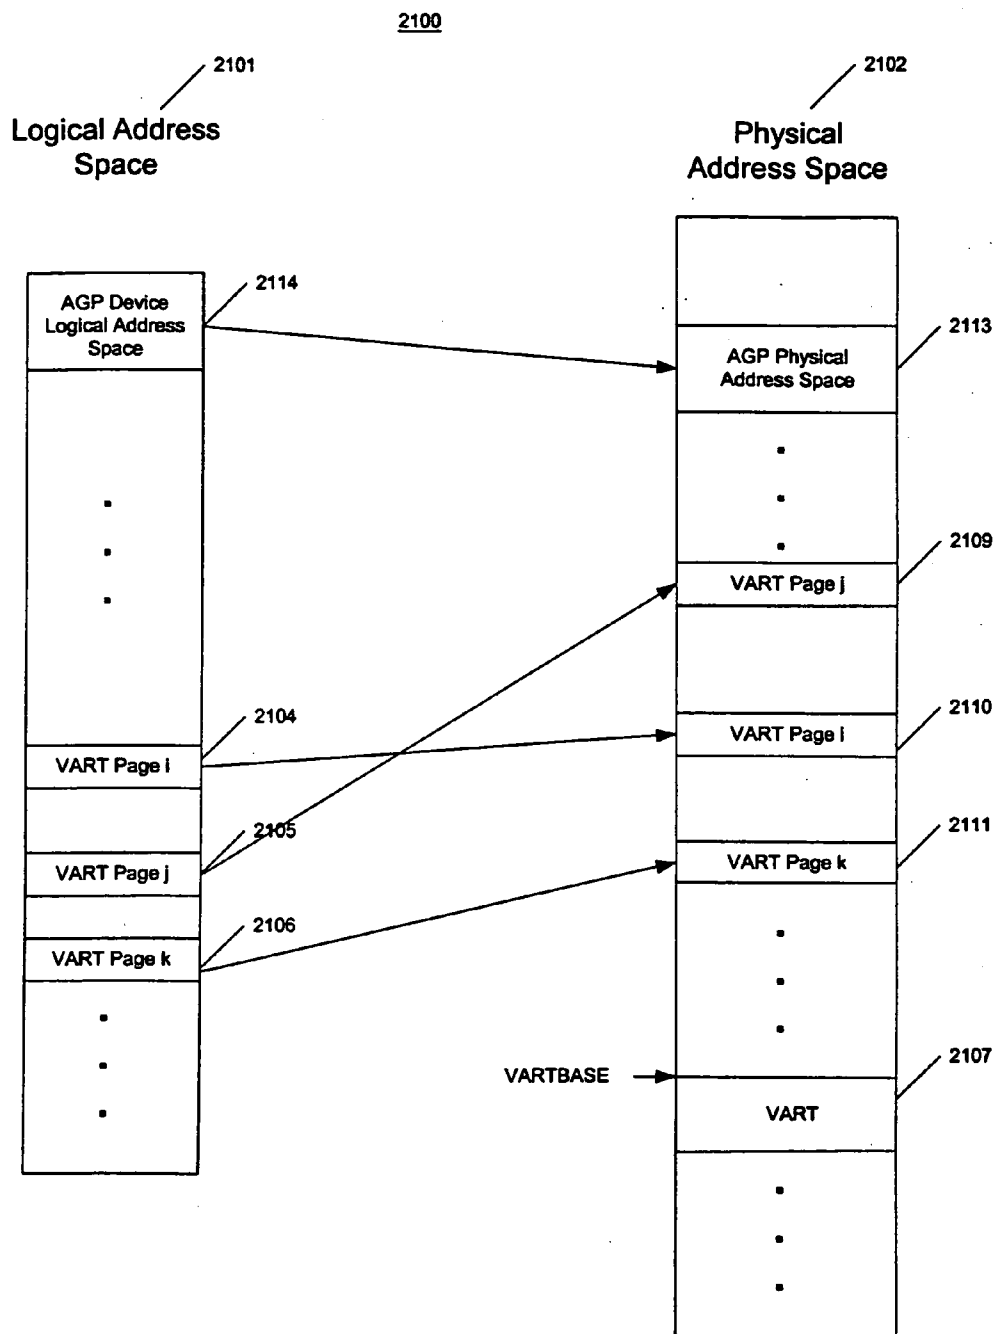 2100
2101
2102
Logical Address
Space
Physical
Address Space
2114
AGP Device
Logical Address
Space
2113
AGP Physical
Address Space
2109
VART Page j
2104
VART Page i
2110
VART Page i
2105
VART Page j
2111
VART Page k
2106
VART Page k
2107
VARTBASE
VART